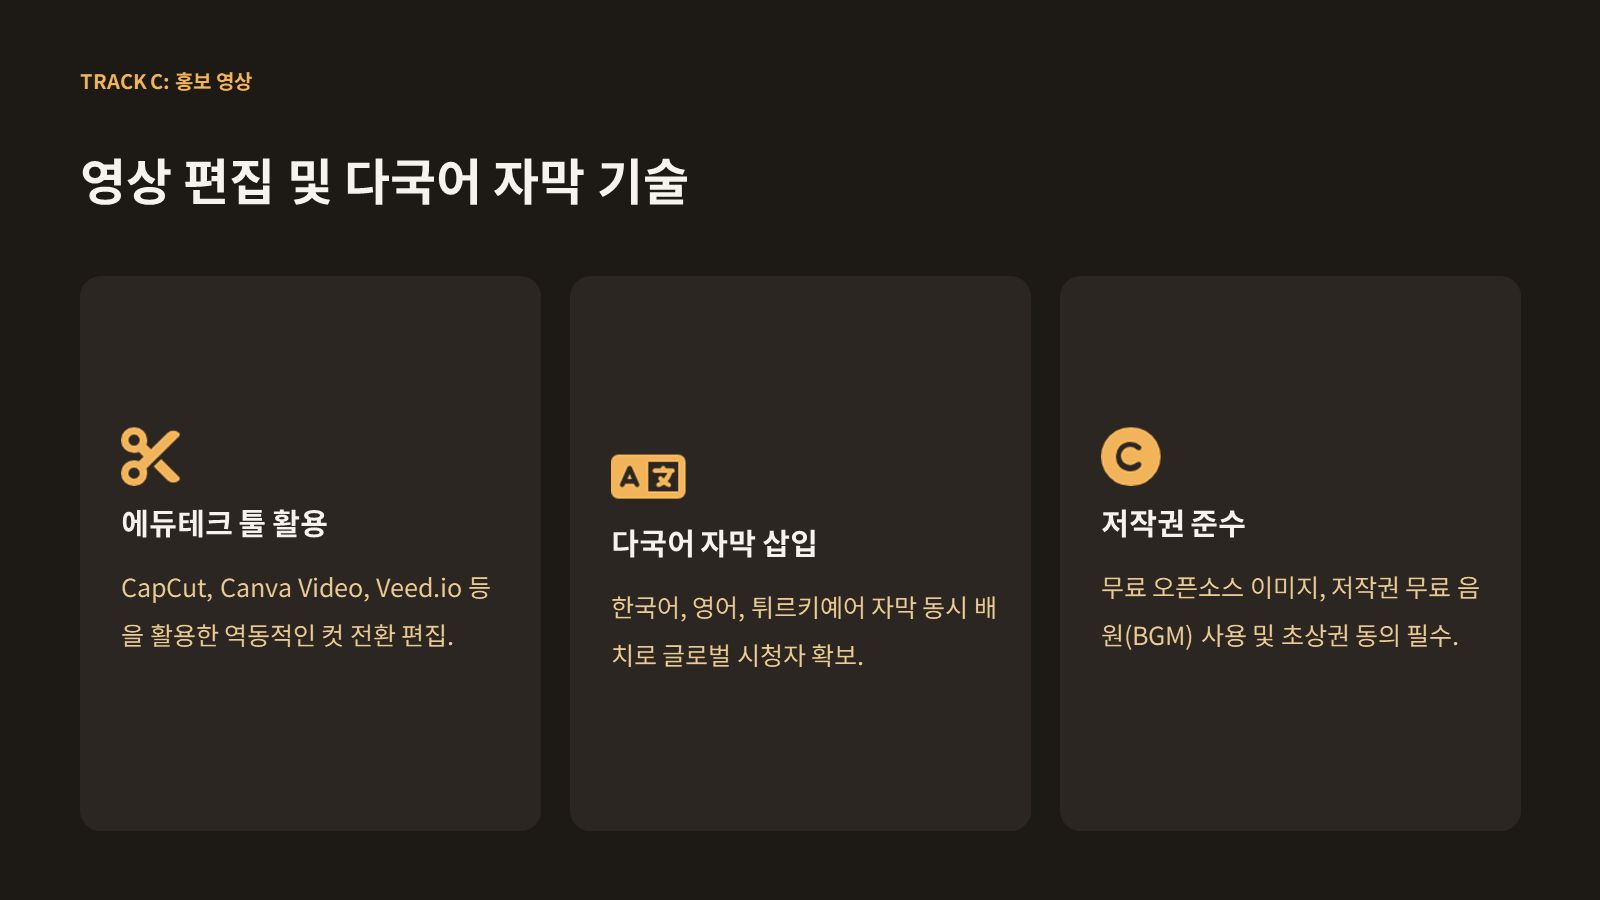 TRACK C: 홍보 영상
영상 편집 및 다국어 자막 기술
에듀테크 툴 활용
CapCut, Canva Video, Veed.io 등
을 활용한 역동적인 컷 전환 편집.
A 文
다국어 자막 삽입
한국어, 영어, 튀르키예어 자막 동시 배
치로 글로벌 시청자 확보.
C
저작권 준수
무료 오픈소스 이미지, 저작권 무료 음
원(BGM) 사용 및 초상권 동의 필수.